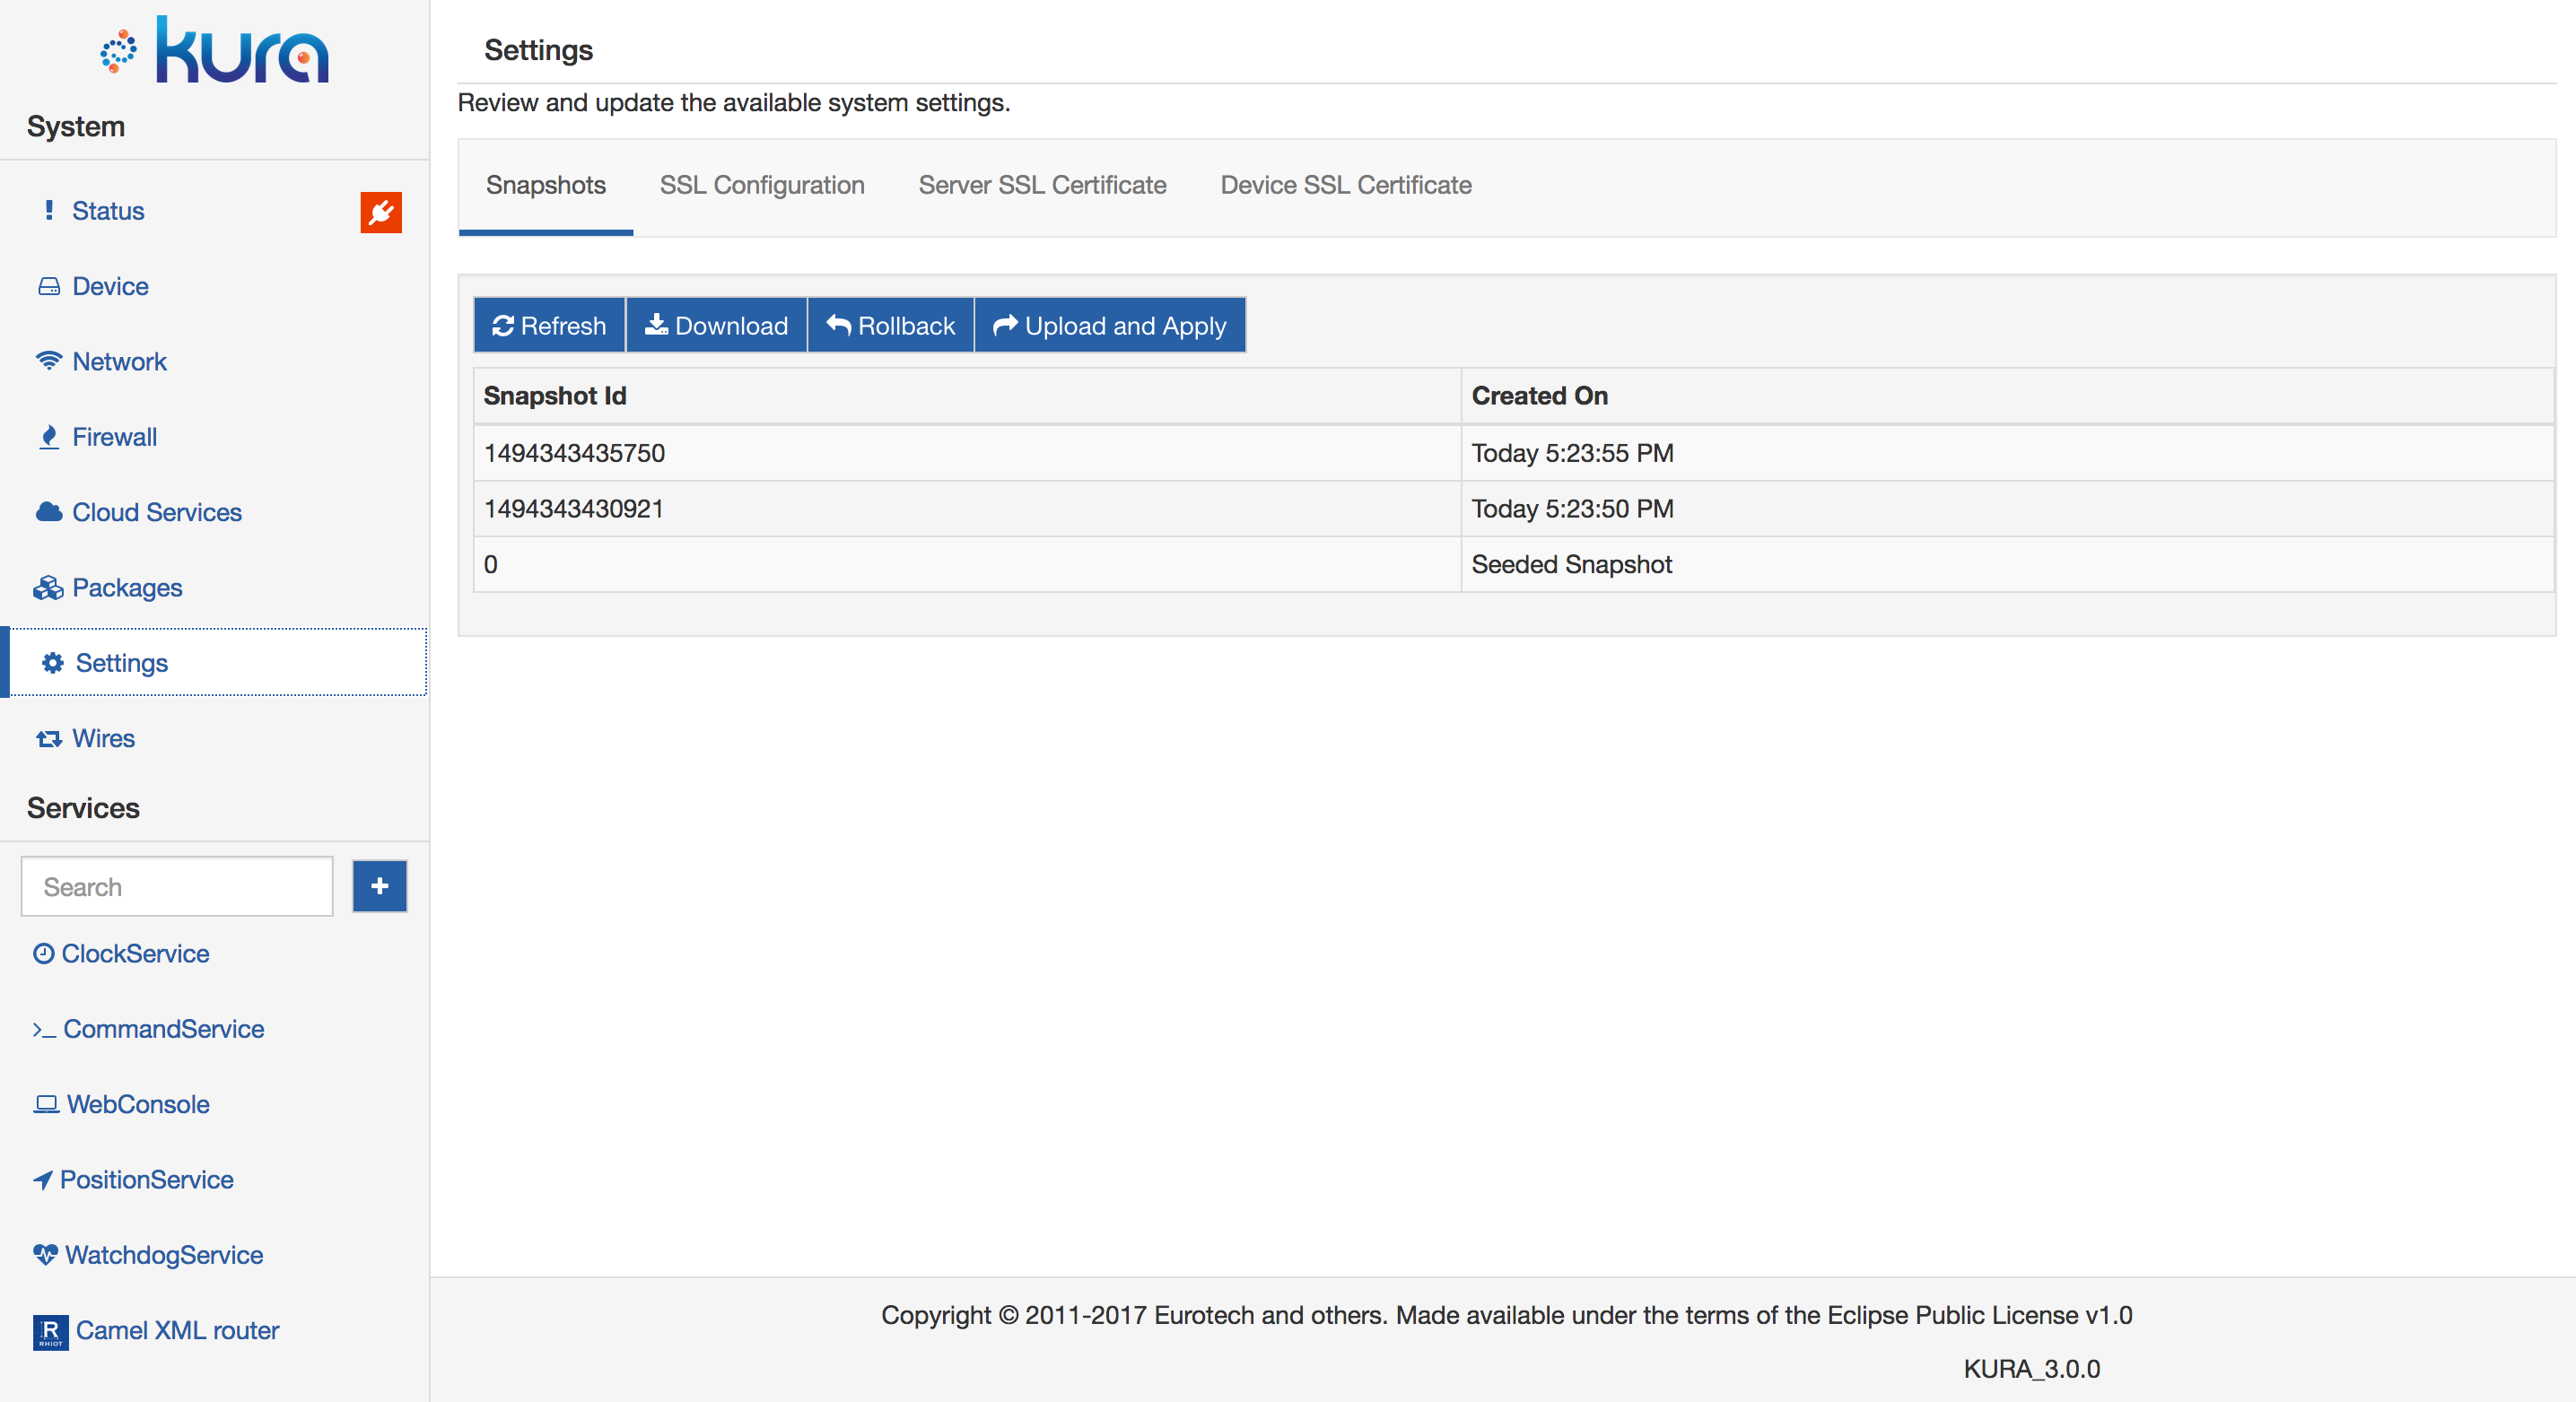 kura
System
Status
Device
Network
Firewall
Cloud Services
Packages
Settings
Wires
Services
Search
ClockService
CommandService
WebConsole
PositionService
WatchdogService
R
RHIOT
Camel XML router
Settings
Review and update the available system settings.
Snapshots SSL Configuration Server SSL Certificate Device SSL Certificate
Refresh Download Rollback Upload and Apply
Snapshot Id Created On
1494343435750 Today 5:23:55 PM
1494343430921 Today 5:23:50 PM
0 Seeded Snapshot
Copyright © 2011-2017 Eurotech and others. Made available under the terms of the Eclipse Public License v1.0
KURA_3.0.0